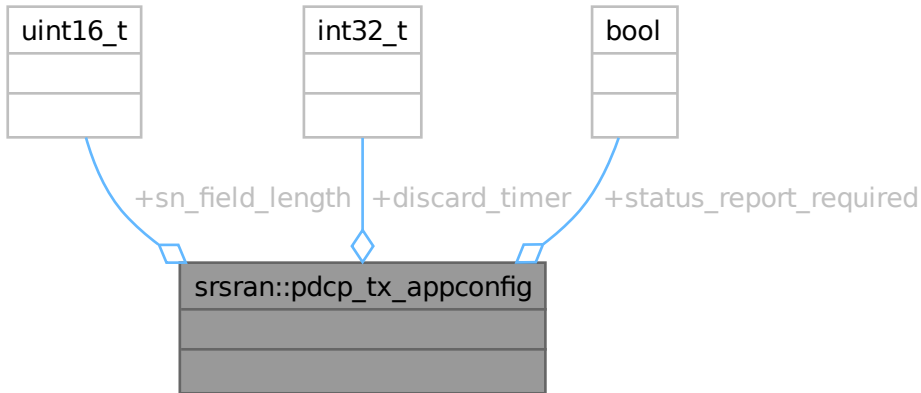 uint16_t
int32_t
bool
+sn_field_length
+discard_timer
+status_report_required
srsran::pdcp_tx_appconfig